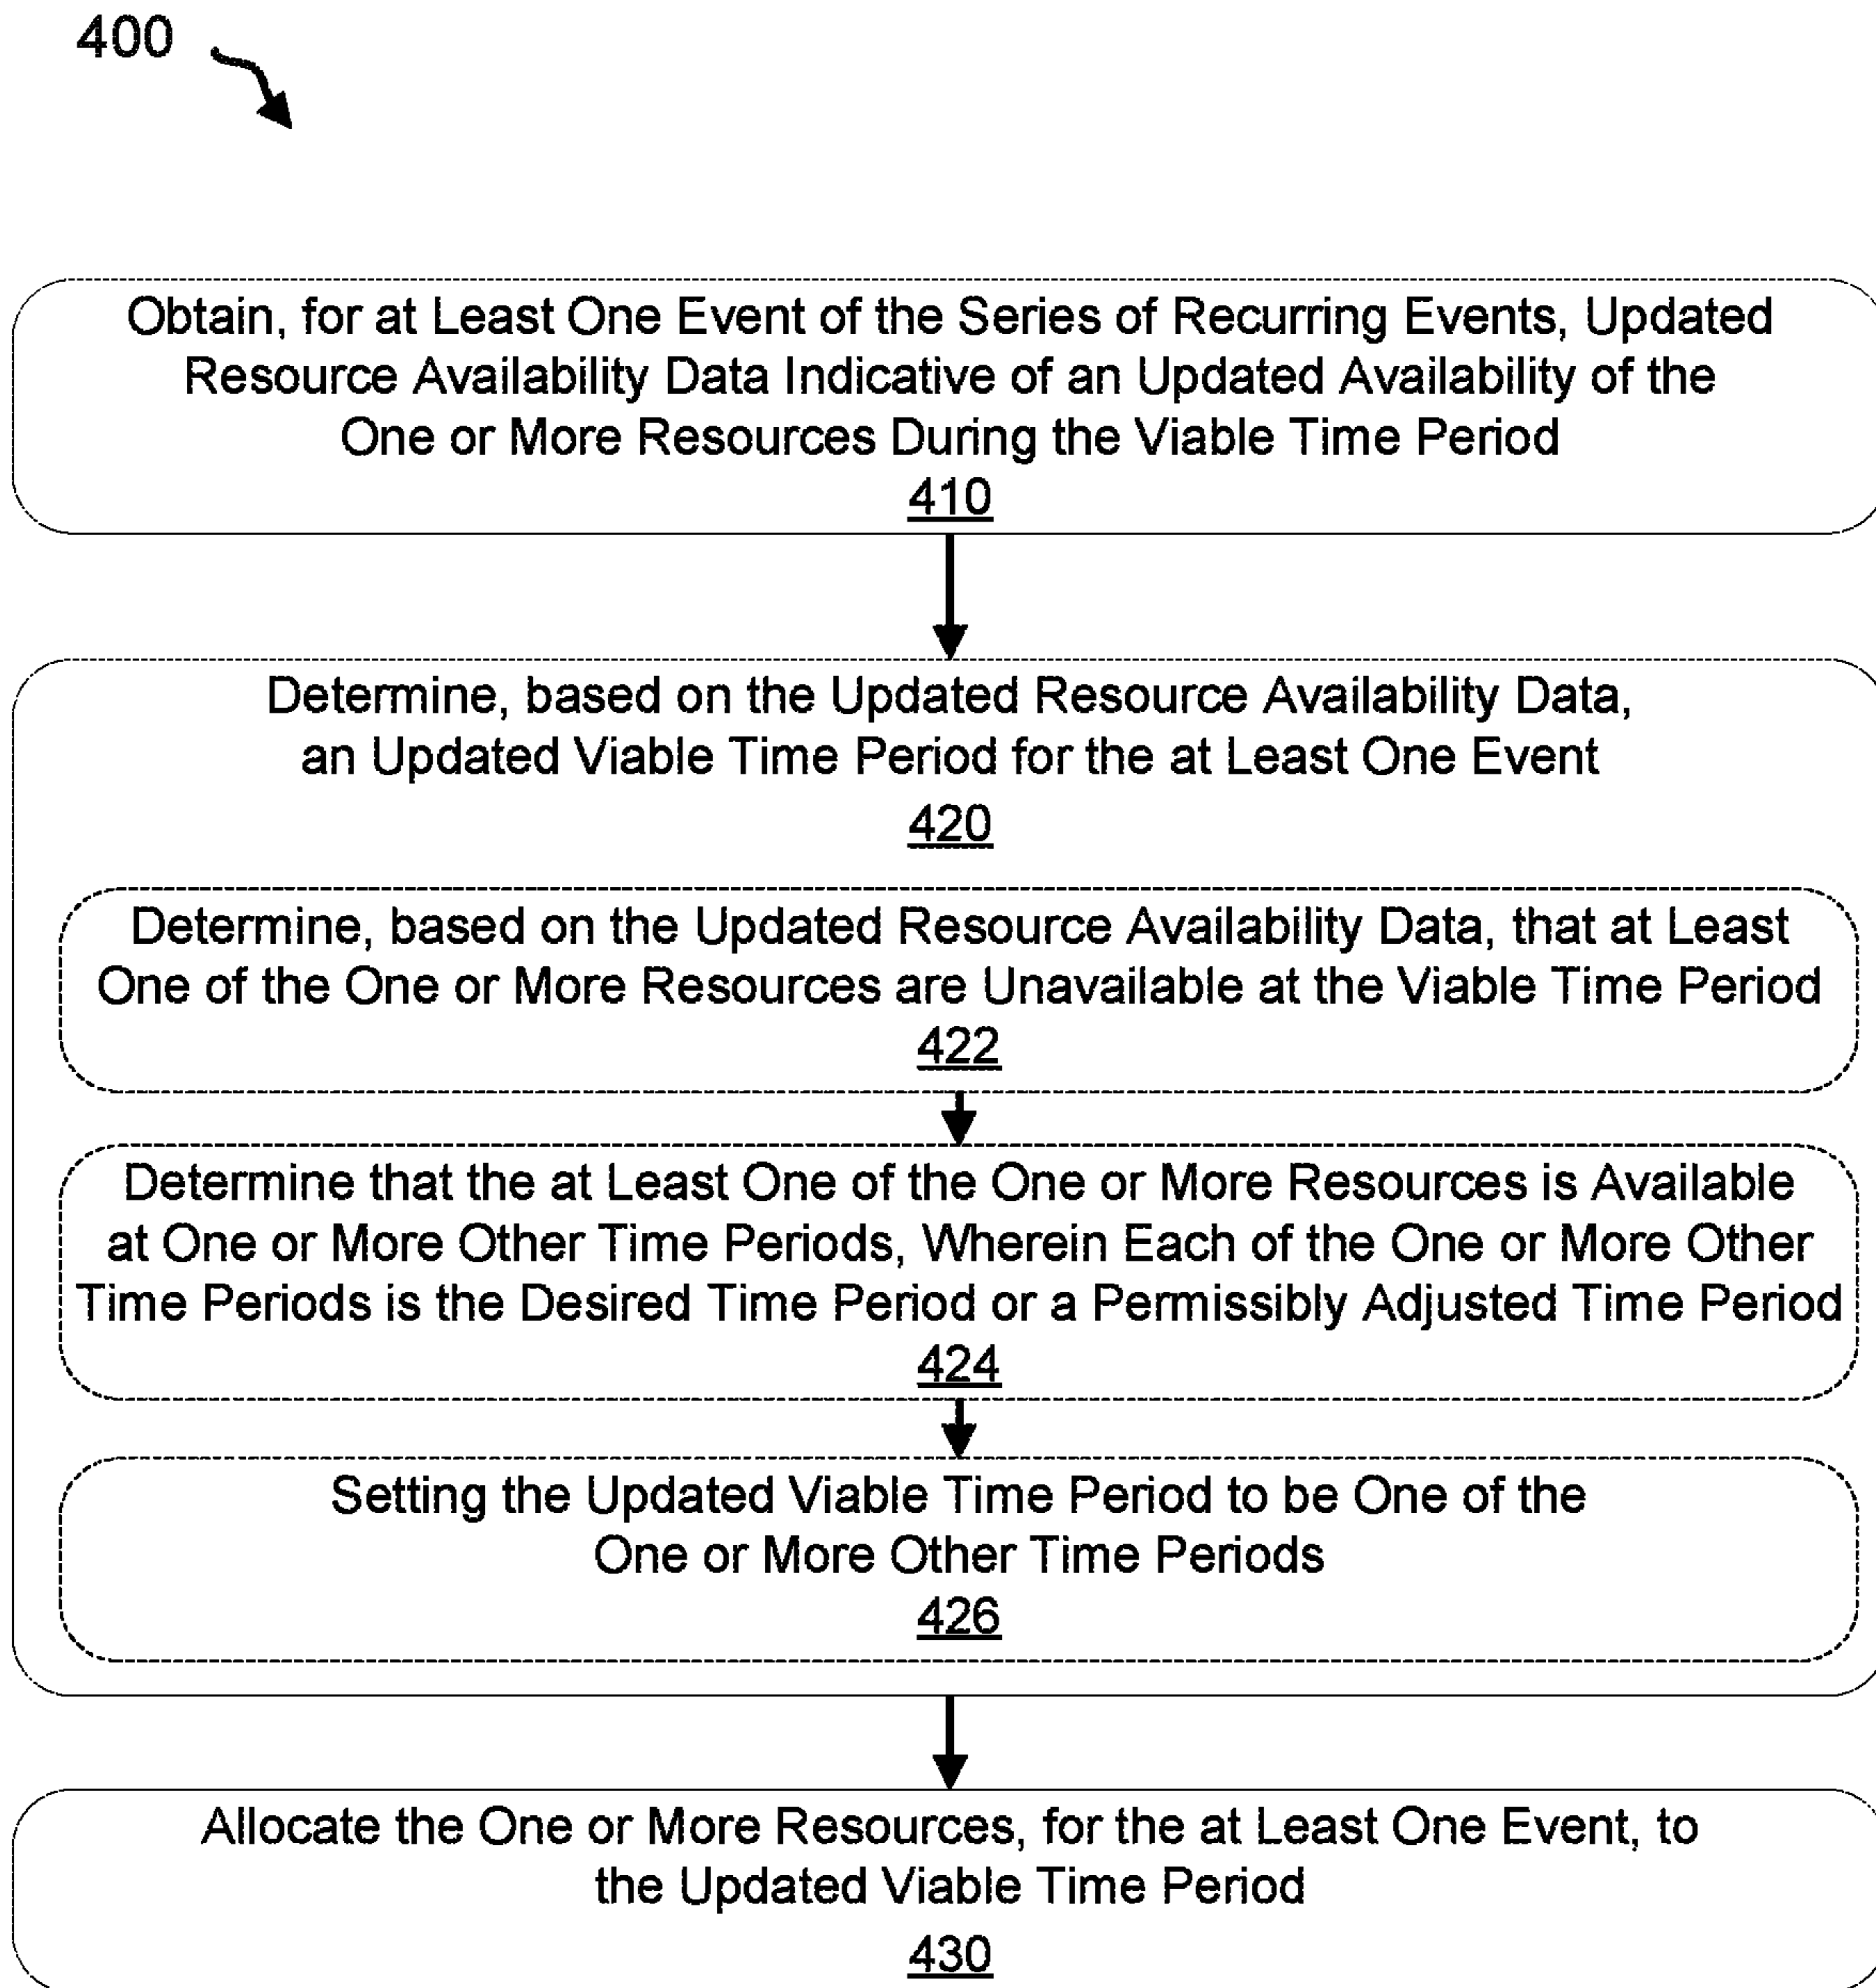 400
Obtain, for at Least One Event of the Series of Recurring Events, Updated
Resource Availability Data Indicative of an Updated Availability of the
One or More Resources During the Viable Time Period
410
Determine, based on the Updated Resource Availability Data,
an Updated Viable Time Period for the at Least One Event
420
Determine, based on the Updated Resource Availability Data, that at Least
One of the One or More Resources are Unavailable at the Viable Time Period
422
Determine that the at Least One of the One or More Resources is Available
at One or More Other Time Periods, Wherein Each of the One or More Other
Time Periods is the Desired Time Period or a Permissibly Adjusted Time Period
424
Setting the Updated Viable Time Period to be One of the
One or More Other Time Periods
426
Allocate the One or More Resources, for the at Least One Event, to
the Updated Viable Time Period
430